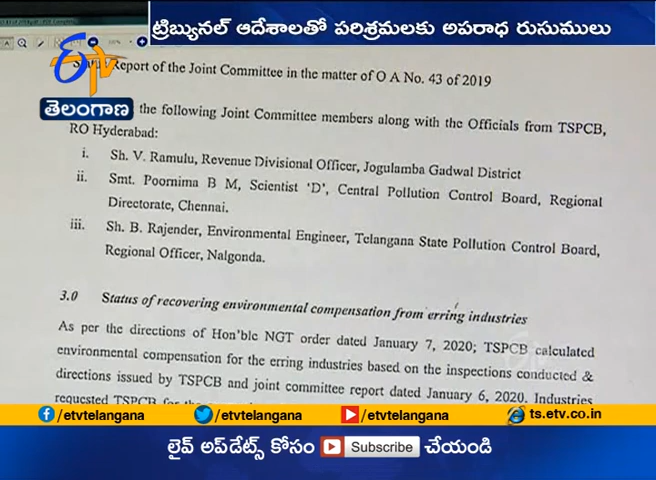 ట్రిబ్యునల్ ఆదేశాలతో పరిశ్రమలకు అపరాధ రుసుములు
etv
తెలంగాణ
Report of the Joint Committee in the matter of O A No. 43 of 2019
the following Joint Committee members along with the Officials from TSPCB,
RO Hyderabad:
i. Sh. V. Ramulu, Revenue Divisional Officer, Jogulamba Gadwal District
ii. Smt. Poornima B M, Scientist ‘D’, Central Pollution Control Board, Regional
Directorate, Chennai.
iii. Sh. B. Rajender, Environmental Engineer, Telangana State Pollution Control Board,
Regional Officer, Nalgonda.
3.0 Status of recovering environmental compensation from erring industries
As per the directions of Hon’ble NGT order dated January 7, 2020; TSPCB calculated
environmental compensation for the erring industries based on the inspections conducted &
directions issued by TSPCB and joint committee report dated January 6, 2020. Industries
requested TSPCB for the
/etvtelangana /etvtelangana /etvtelangana ts.etv.co.in
లైవ్ అప్‌డేట్స్ కోసం Subscribe చేయండి